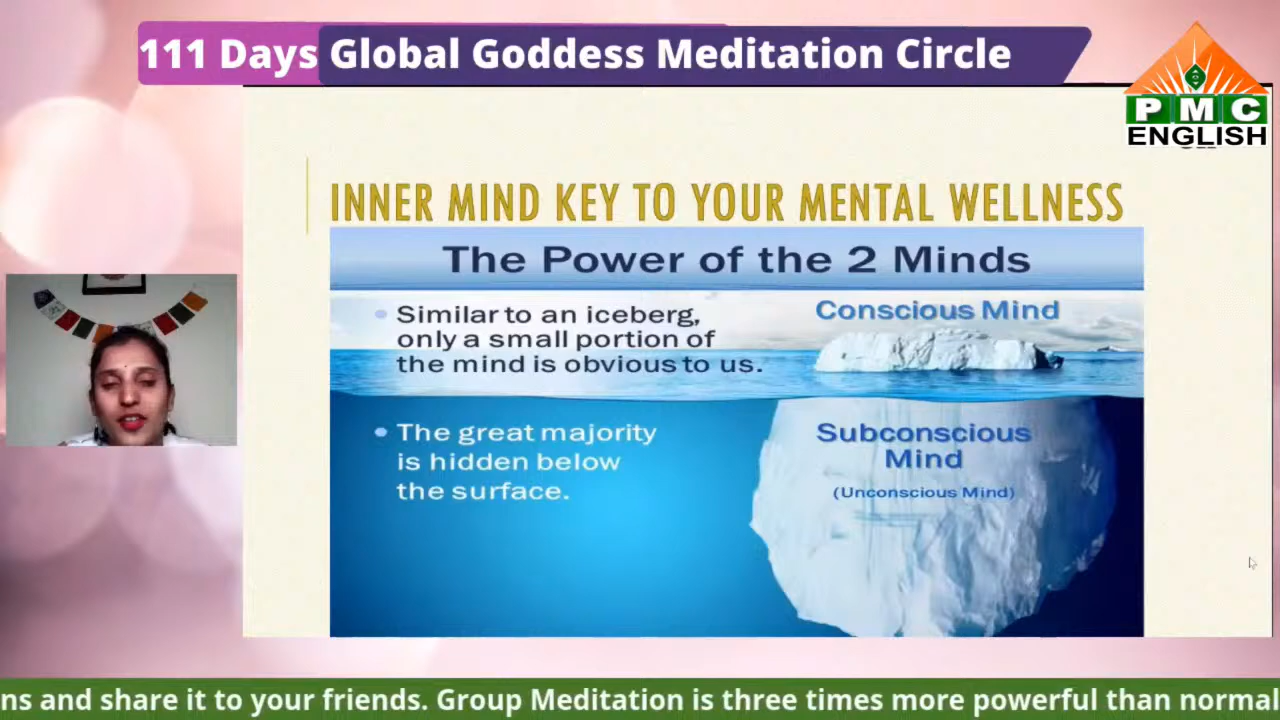 111 Days Global Goddess Meditation Circle
PMC
ENGLISH
INNER MIND KEY TO YOUR MENTAL WELLNESS
The Power of the 2 Minds
Similar to an iceberg,
only a small portion of
the mind is obvious to us.
Conscious Mind
The great majority
is hidden below
the surface.
Subconscious
Mind
(Unconscious Mind)
ns and share it to your friends. Group Meditation is three times more powerful than normal